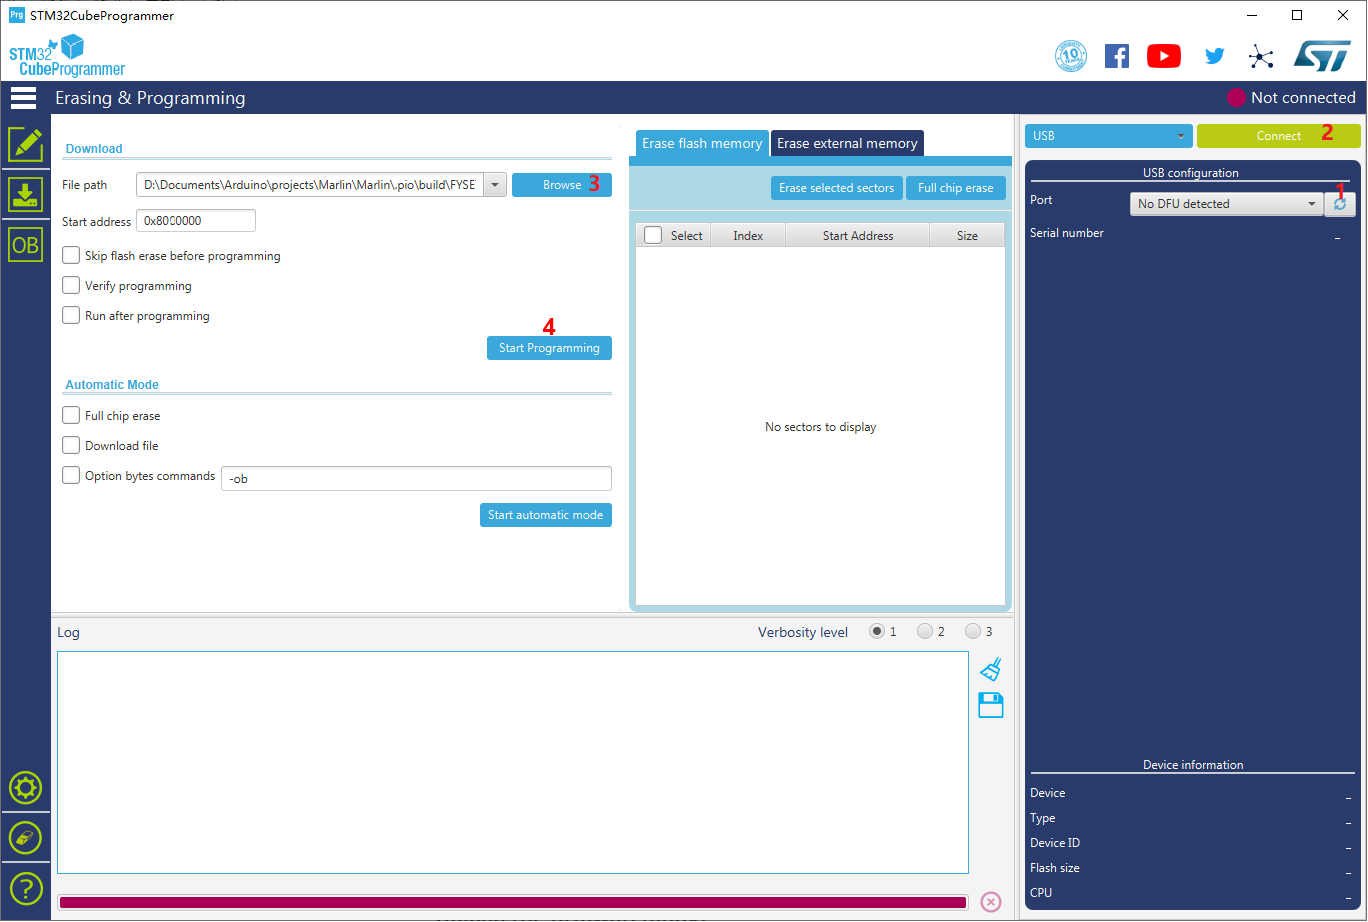 Prg STM32CubeProgrammer
STM32
CubeProgrammer
10 YEARS
ST
Erasing & Programming
Not connected
Download
File path D:\Documents\Arduino\projects\Marlin\Marlin\.pio\build\FYSE Browse 3
Start address 0x8000000
Skip flash erase before programming
Verify programming
Run after programming
4
Start Programming
Automatic Mode
Full chip erase
Download file
Option bytes commands -ob
Start automatic mode
OB
Erase flash memory Erase external memory
Erase selected sectors Full chip erase
Select Index Start Address Size
No sectors to display
USB Connect 2
USB configuration
1
Port No DFU detected
Serial number _
Device information
Device _
Type _
Device ID _
Flash size _
CPU _
Log Verbosity level 1 2 3
?